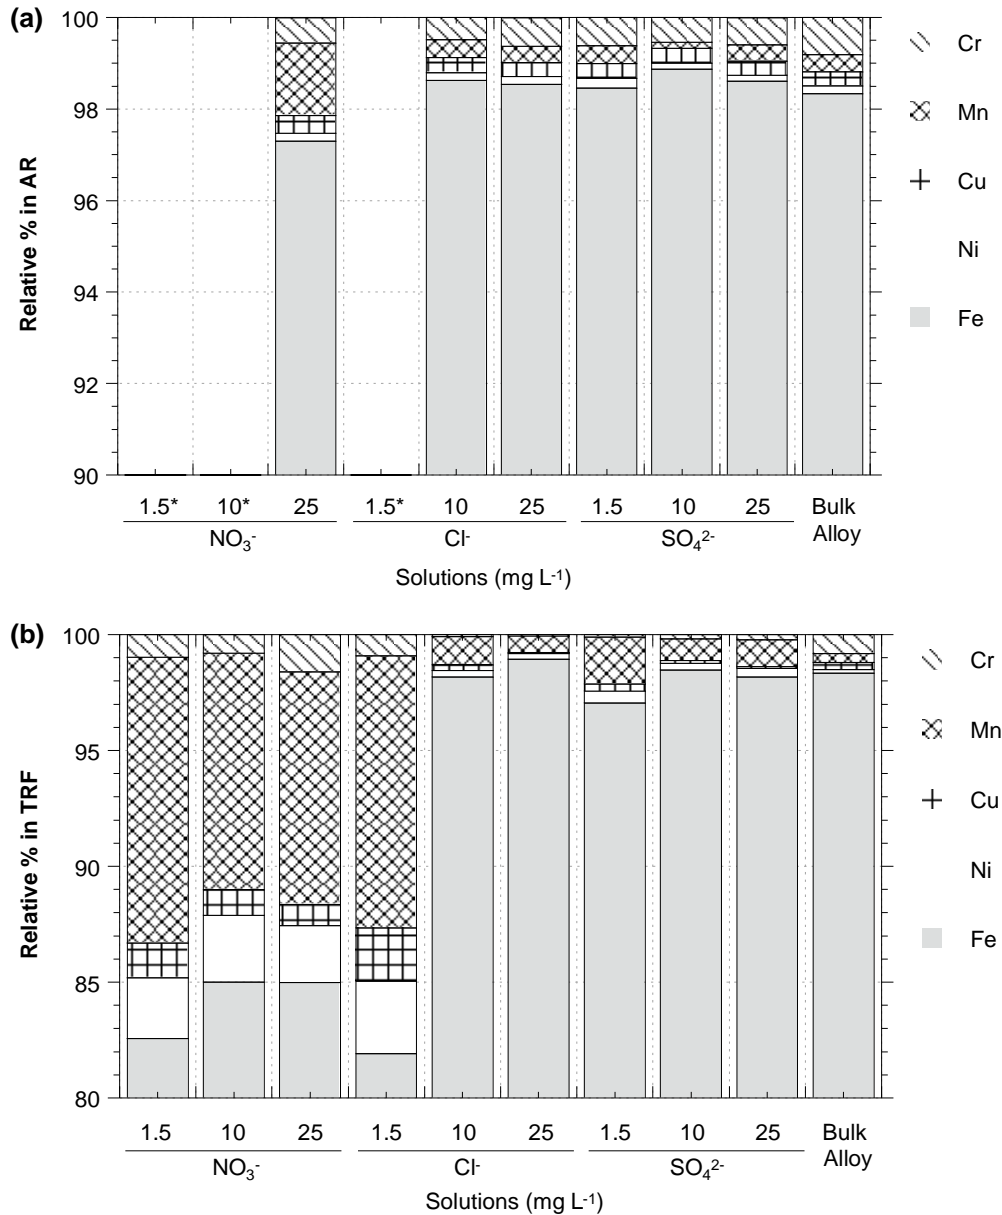 (a)
Relative % in AR
100
98
96
94
92
90
Cr
Mn
Cu
Ni
Fe
1.5* 10* 25 1.5* 10 25 1.5 10 25 Bulk
Alloy
NO₃⁻ Cl⁻ SO₄²⁻
Solutions (mg L⁻¹)
(b)
Relative % in TRF
100
95
90
85
80
Cr
Mn
Cu
Ni
Fe
1.5 10 25 1.5 10 25 1.5 10 25 Bulk
Alloy
NO₃⁻ Cl⁻ SO₄²⁻
Solutions (mg L⁻¹)